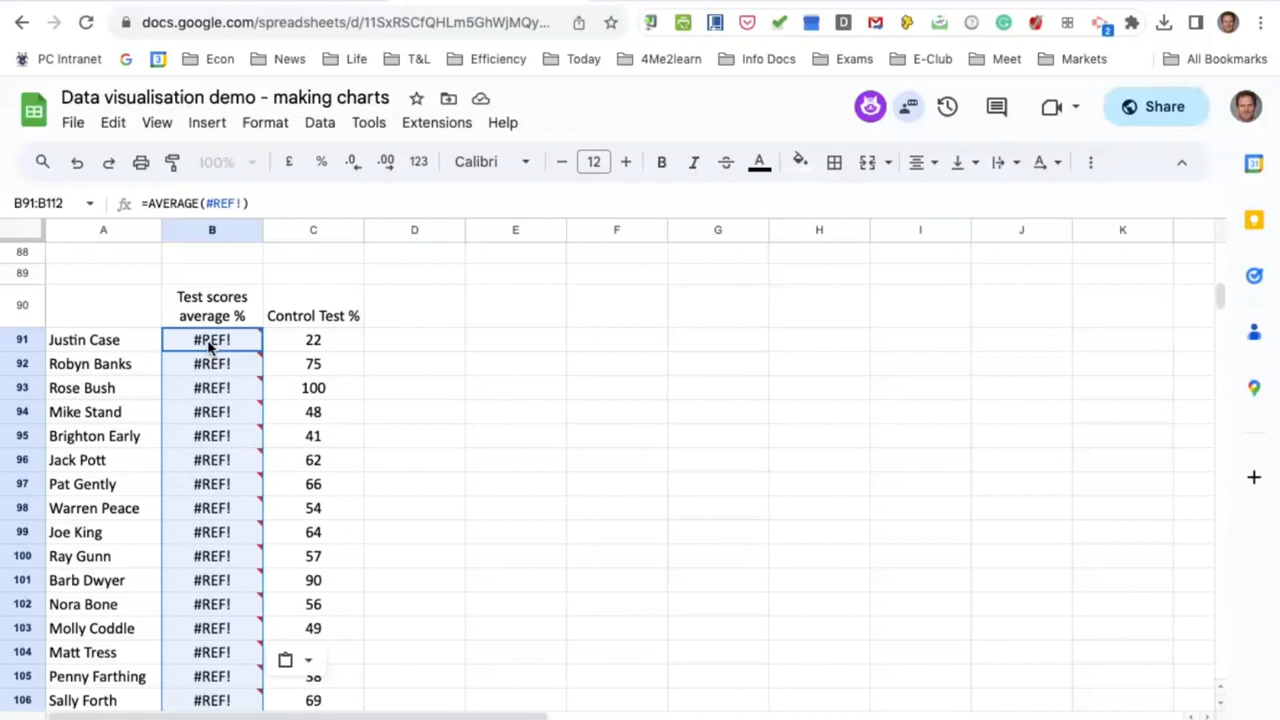 docs.google.com/spreadsheets/d/11SxRSCfQHLm5GhWjMQy...
2
PC Intranet Econ News Life T&L Efficiency Today 4Me2learn Info Docs Exams E-Club Meet Markets All Bookmarks
Data visualisation demo - making charts
Share
File Edit View Insert Format Data Tools Extensions Help
100% £ % .0 .00 123 Calibri 12 B I A
B91:B112 fx =AVERAGE(#REF!)
A B C D E F G H I J K
88
89
90 Test scores average % Control Test %
91 Justin Case #REF! 22
92 Robyn Banks #REF! 75
93 Rose Bush #REF! 100
94 Mike Stand #REF! 48
95 Brighton Early #REF! 41
96 Jack Pott #REF! 62
97 Pat Gently #REF! 66
98 Warren Peace #REF! 54
99 Joe King #REF! 64
100 Ray Gunn #REF! 57
101 Barb Dwyer #REF! 90
102 Nora Bone #REF! 56
103 Molly Coddle #REF! 49
104 Matt Tress #REF!
105 Penny Farthing #REF! 38
106 Sally Forth #REF! 69